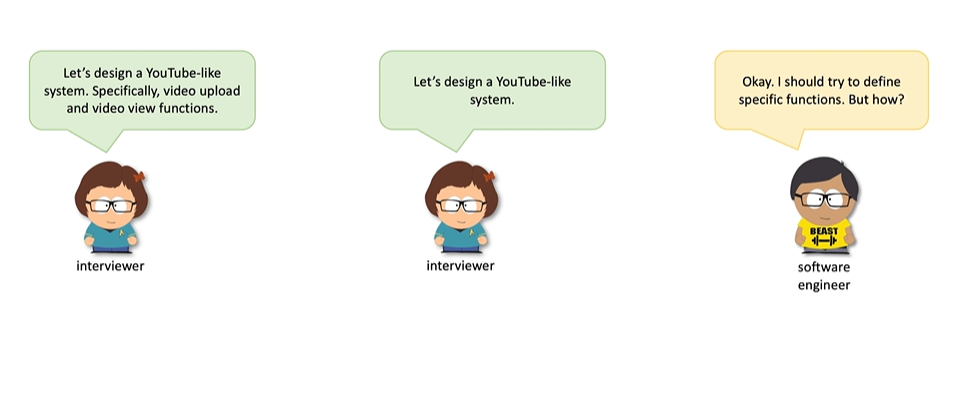 Let's design a YouTube-like
system. Specifically, video upload
and video view functions.
interviewer
Let's design a YouTube-like
system.
interviewer
Okay. I should try to define
specific functions. But how?
BEAST
software
engineer